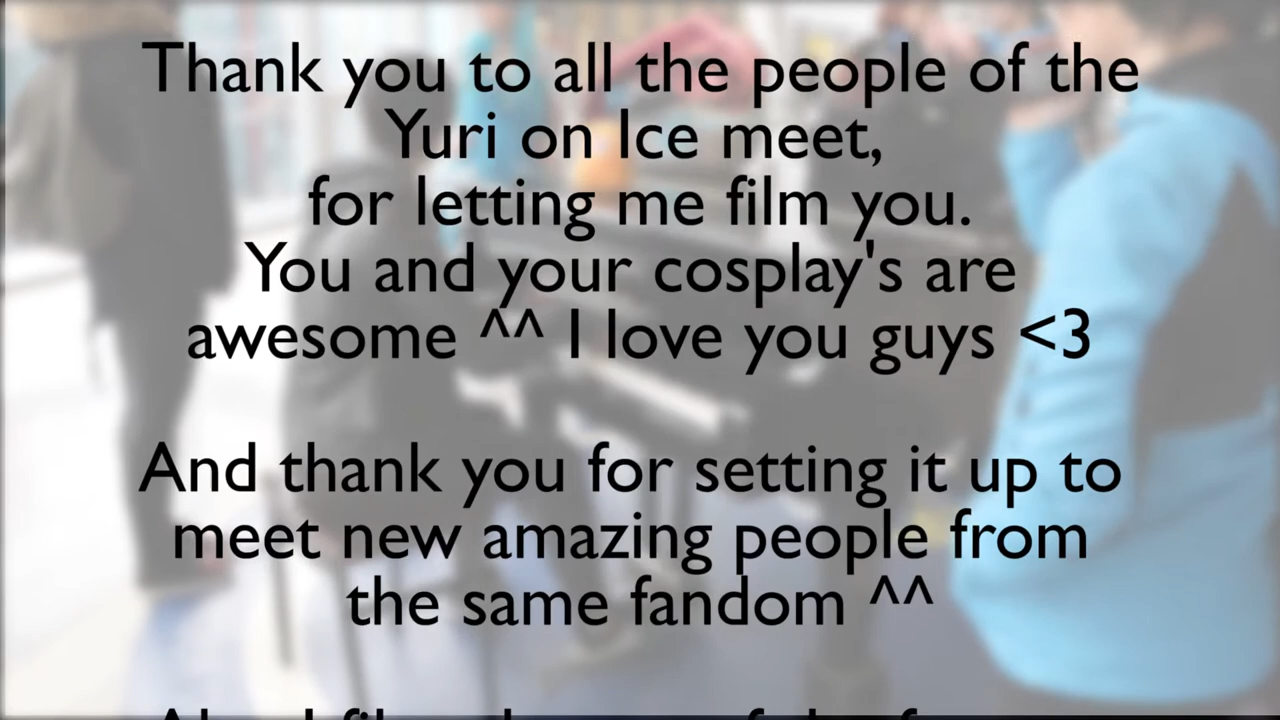 Thank you to all the people of the
Yuri on Ice meet,
for letting me film you.
You and your cosplay's are
awesome ^^ I love you guys <3
And thank you for setting it up to
meet new amazing people from
the same fandom ^^